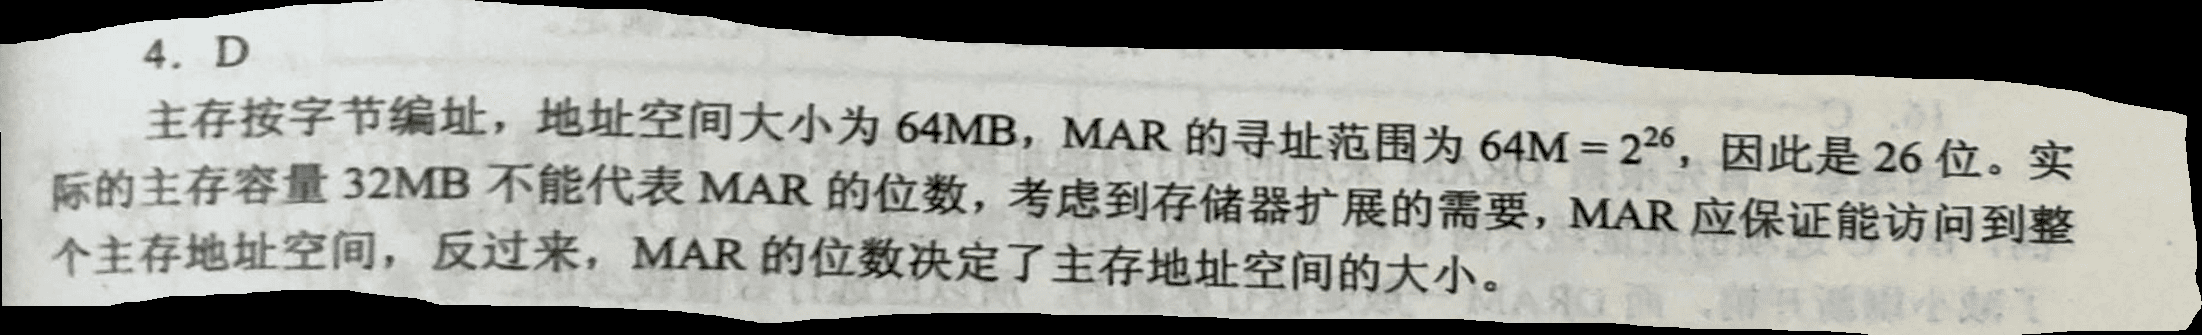 4. D
主存按字节编址，地址空间大小为 64MB，MAR 的寻址范围为 64M = 2²⁶，因此是 26 位。实
际的主存容量 32MB 不能代表 MAR 的位数，考虑到存储器扩展的需要，MAR 应保证能访问到整
个主存地址空间，反过来，MAR 的位数决定了主存地址空间的大小。